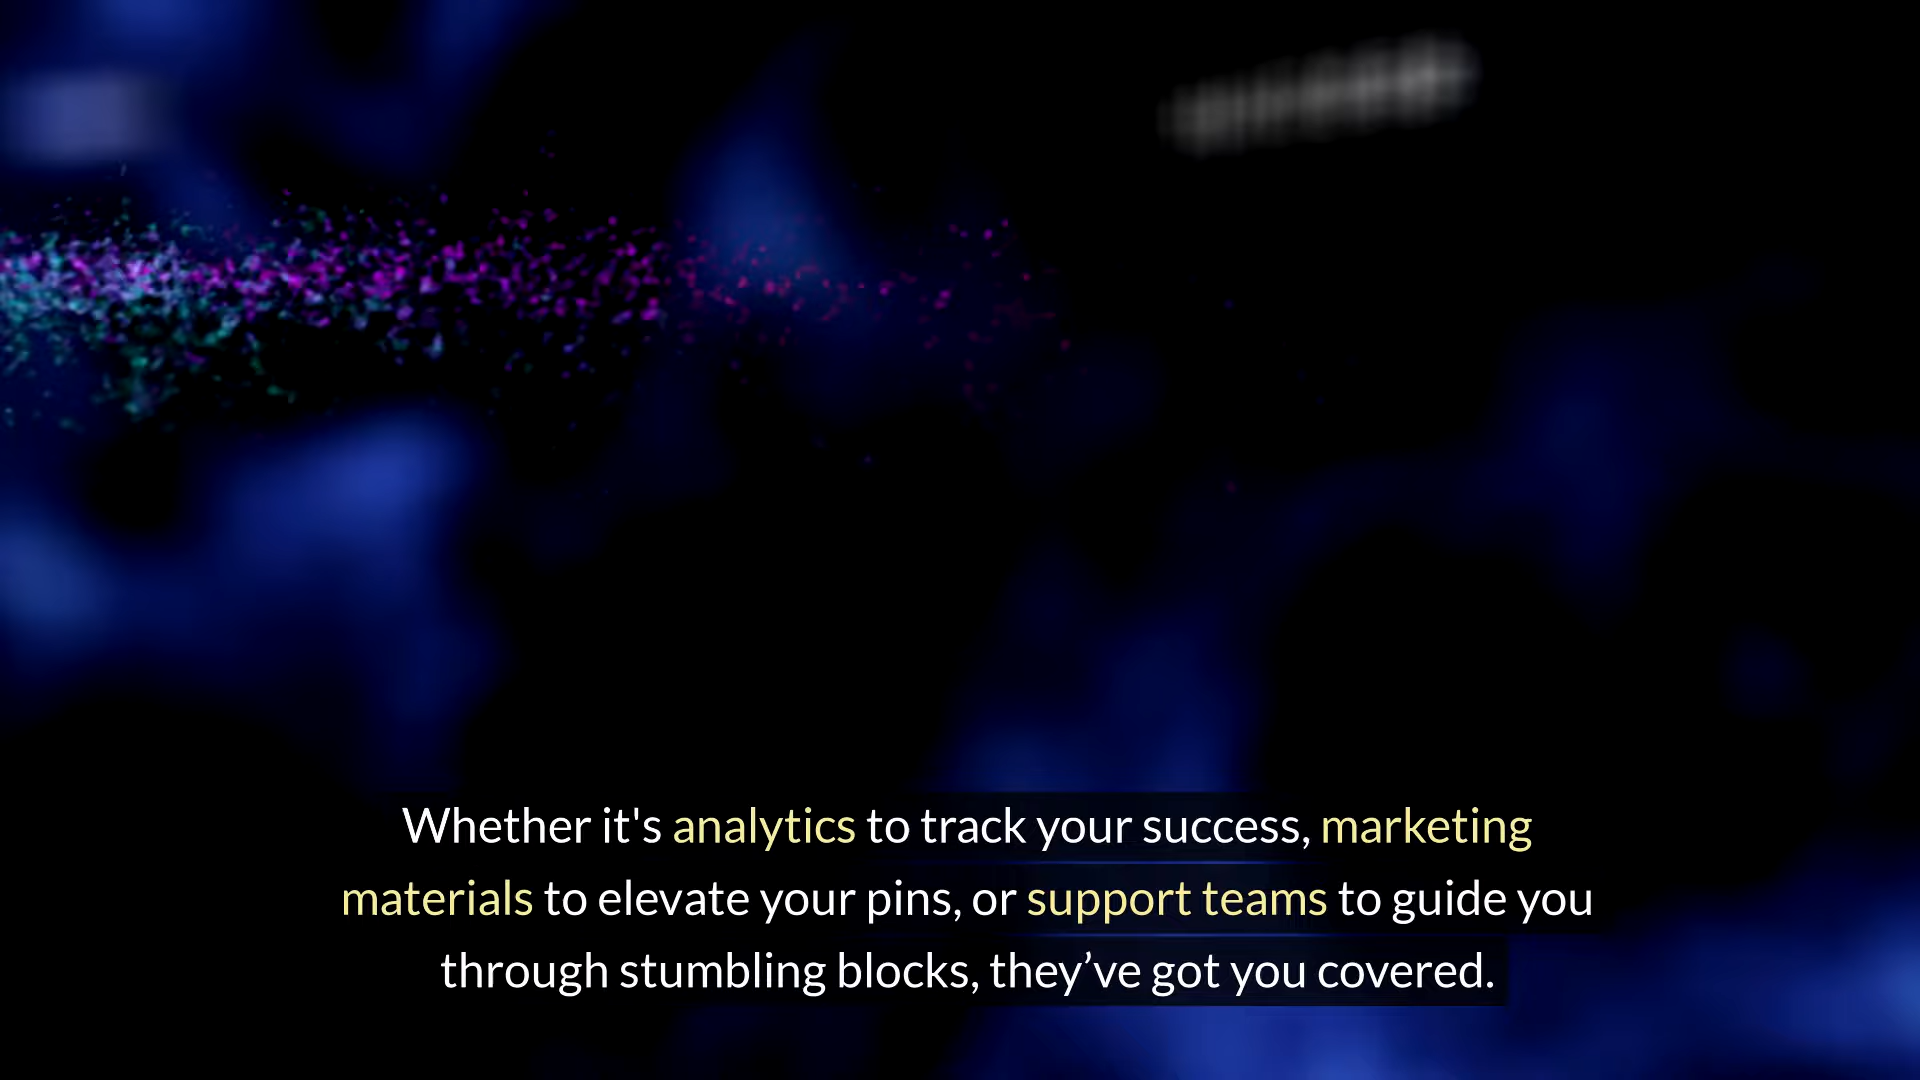 Whether it's analytics to track your success, marketing
materials to elevate your pins, or support teams to guide you
through stumbling blocks, they’ve got you covered.